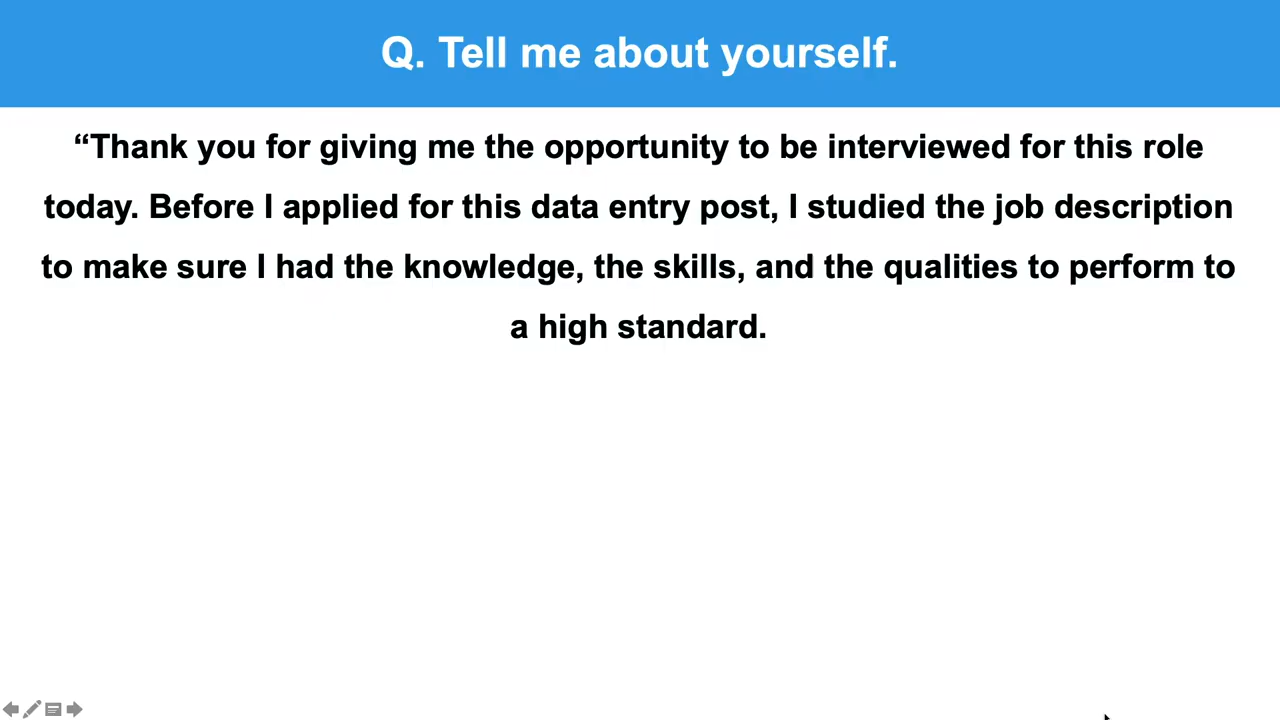 Q. Tell me about yourself.
“Thank you for giving me the opportunity to be interviewed for this role
today. Before I applied for this data entry post, I studied the job description
to make sure I had the knowledge, the skills, and the qualities to perform to
a high standard.